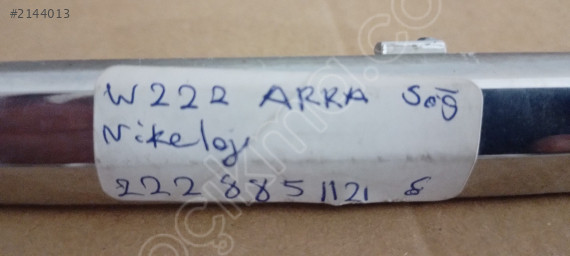 #2144013
W222 ARKA Sağ
Nikelaj
222 885 1121